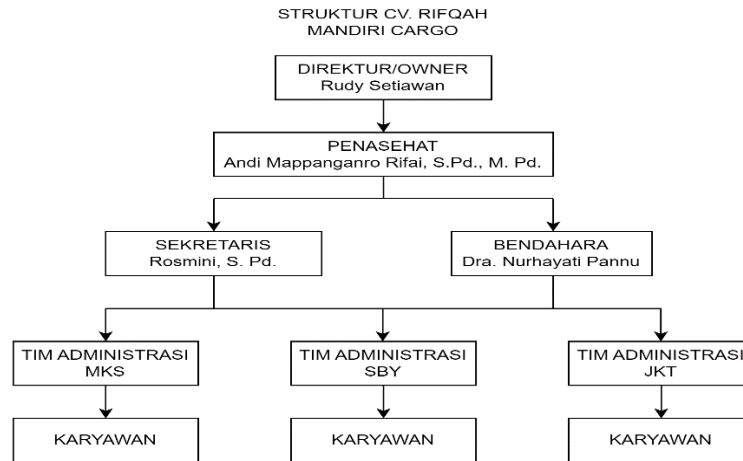 STRUKTUR CV. RIFQAH
MANDIRI CARGO
DIREKTUR/OWNER
Rudy Setiawan
PENASEHAT
Andi Mappanganro Rifai, S.Pd., M. Pd.
SEKRETARIS
Rosmini, S. Pd.
BENDAHARA
Dra. Nurhayati Pannu
TIM ADMINISTRASI
MKS
TIM ADMINISTRASI
SBY
TIM ADMINISTRASI
JKT
KARYAWAN
KARYAWAN
KARYAWAN